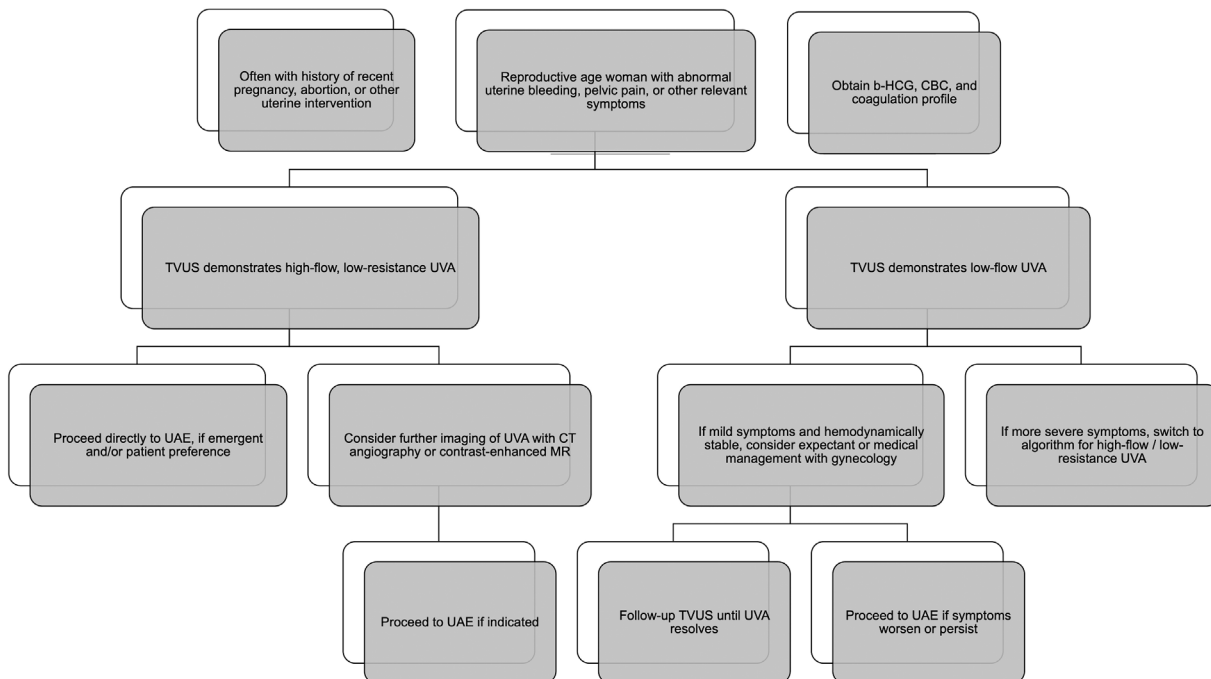 Often with history of recent
pregnancy, abortion, or other
uterine intervention
Reproductive age woman with abnormal
uterine bleeding, pelvic pain, or other relevant
symptoms
Obtain b-HCG, CBC, and
coagulation profile
TVUS demonstrates high-flow, low-resistance UVA
TVUS demonstrates low-flow UVA
Proceed directly to UAE, if emergent
and/or patient preference
Consider further imaging of UVA with CT
angiography or contrast-enhanced MR
If mild symptoms and hemodynamically
stable, consider expectant or medical
management with gynecology
If more severe symptoms, switch to
algorithm for high-flow / low-
resistance UVA
Proceed to UAE if indicated
Follow-up TVUS until UVA
resolves
Proceed to UAE if symptoms
worsen or persist